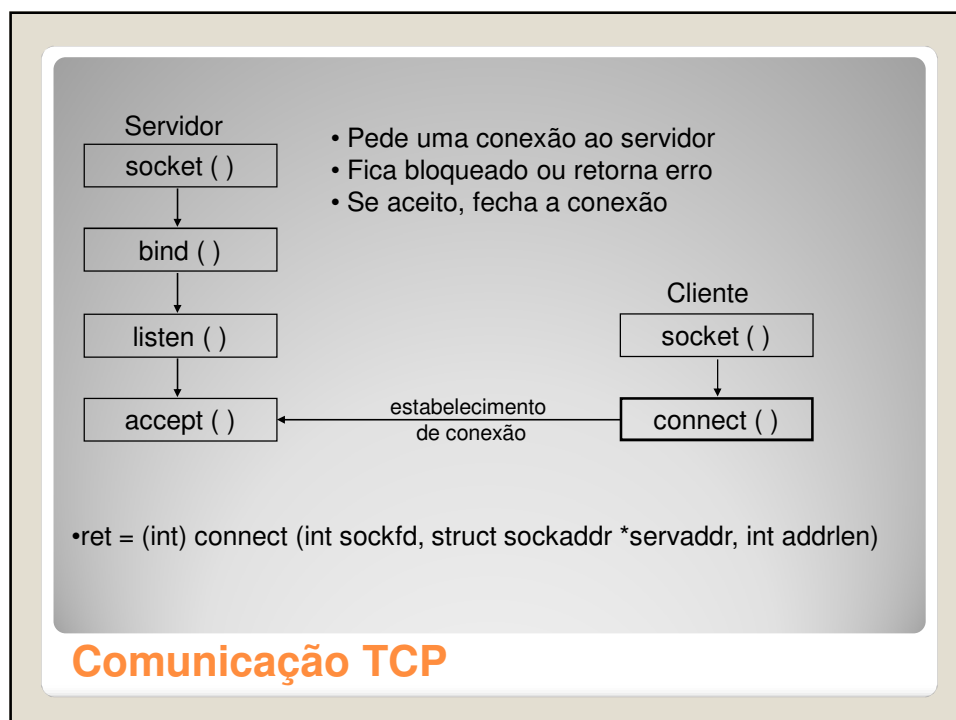 Servidor
socket ( )
bind ( )
listen ( )
accept ( )
• Pede uma conexão ao servidor
• Fica bloqueado ou retorna erro
• Se aceito, fecha a conexão
Cliente
socket ( )
connect ( )
estabelecimento
de conexão
•ret = (int) connect (int sockfd, struct sockaddr *servaddr, int addrlen)
Comunicação TCP